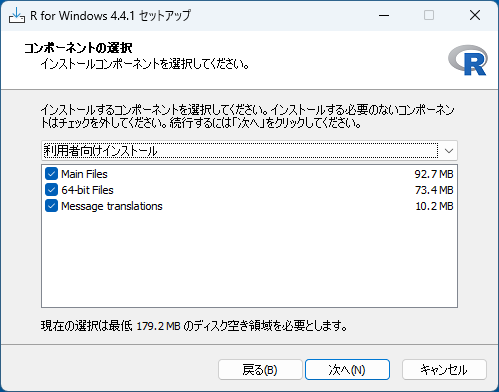 R for Windows 4.4.1 セットアップ
コンポーネントの選択
インストールコンポーネントを選択してください。
R
インストールするコンポーネントを選択してください。インストールする必要のないコンポーネン
トはチェックを外してください。続行するには「次へ」をクリックしてください。
利用者向けインストール
Main Files 92.7 MB
64-bit Files 73.4 MB
Message translations 10.2 MB
現在の選択は最低 179.2 MB のディスク空き領域を必要とします。
戻る(B) 次へ(N) キャンセル